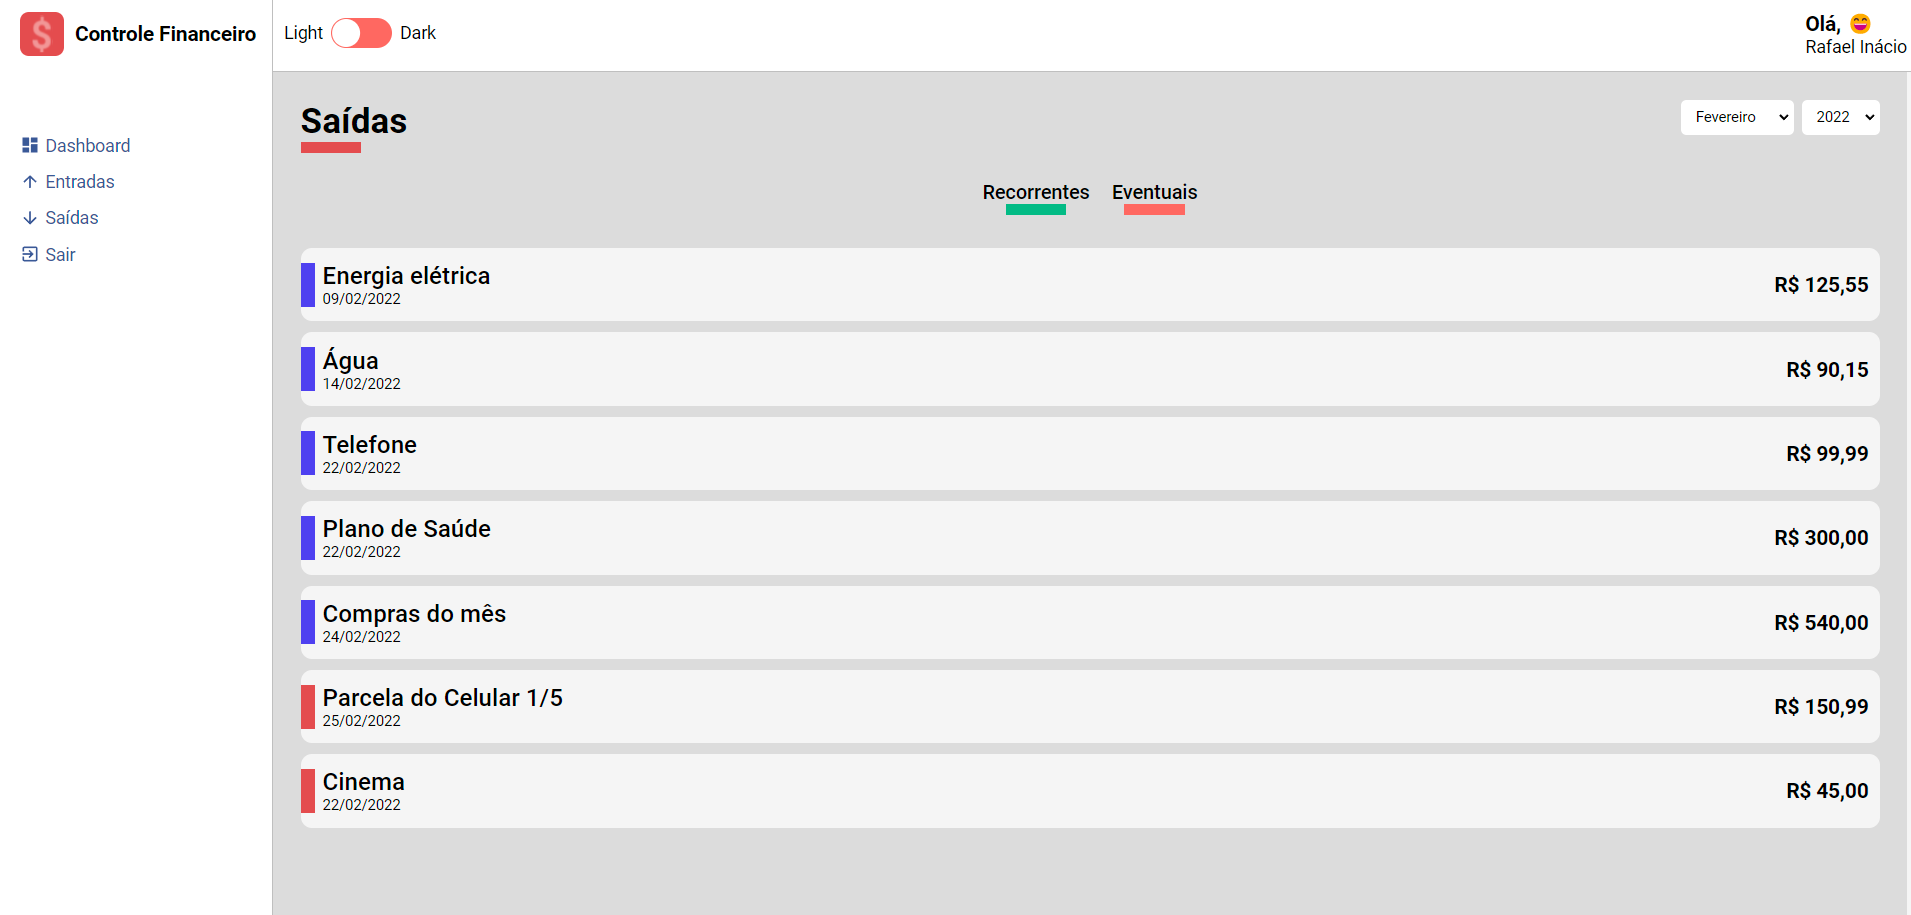 Controle Financeiro
Light Dark
Olá, 😄
Rafael Inácio
Dashboard
Entradas
Saídas
Sair
Saídas
Fevereiro 2022
Recorrentes Eventuais
Energia elétrica
09/02/2022
R$ 125,55
Água
14/02/2022
R$ 90,15
Telefone
22/02/2022
R$ 99,99
Plano de Saúde
22/02/2022
R$ 300,00
Compras do mês
24/02/2022
R$ 540,00
Parcela do Celular 1/5
25/02/2022
R$ 150,99
Cinema
22/02/2022
R$ 45,00